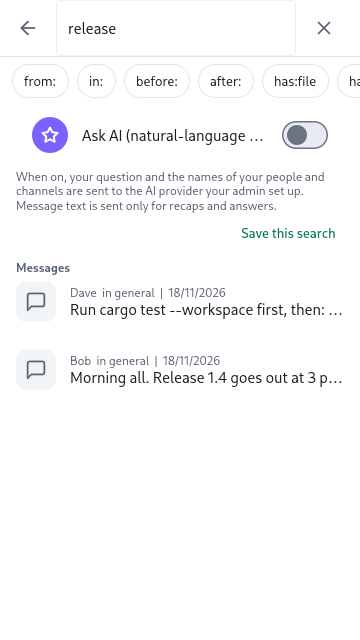 release
from: in: before: after: has:file ha
Ask AI (natural-language …
When on, your question and the names of your people and
channels are sent to the AI provider your admin set up.
Message text is sent only for recaps and answers.
Save this search
Messages
Dave in general | 18/11/2026
Run cargo test --workspace first, then: …
Bob in general | 18/11/2026
Morning all. Release 1.4 goes out at 3 p…